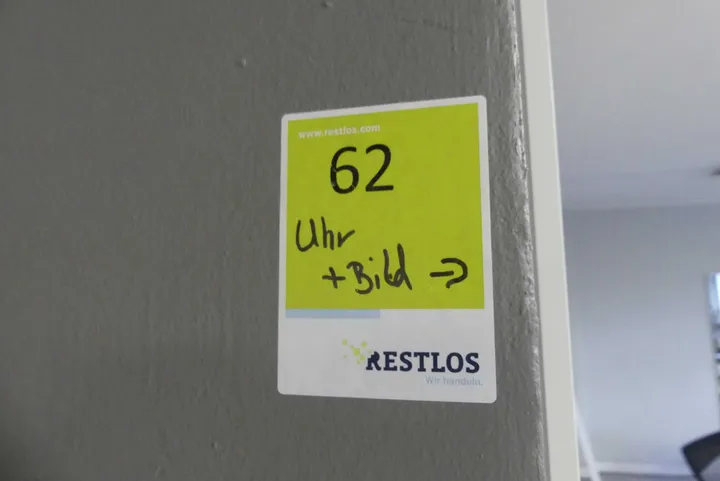 www.restlos.com
62
Uhr
+ Bild →
RESTLOS
Wir handeln.